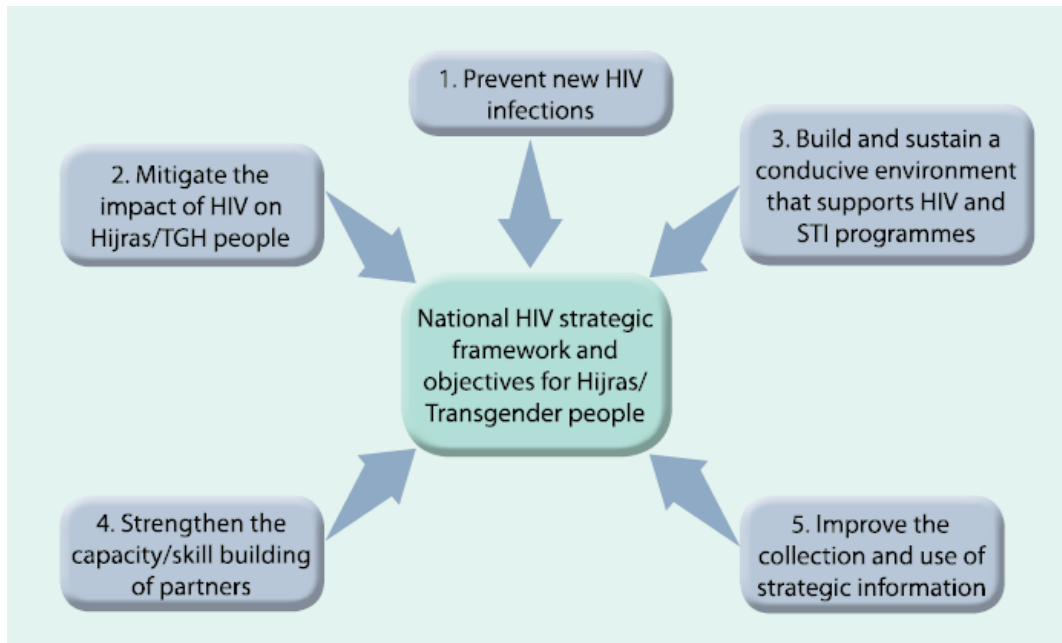 1. Prevent new HIV
infections
2. Mitigate the
impact of HIV on
Hijras/TGH people
3. Build and sustain a
conducive environment
that supports HIV and
STI programmes
National HIV strategic
framework and
objectives for Hijras/
Transgender people
4. Strengthen the
capacity/skill building
of partners
5. Improve the
collection and use of
strategic information